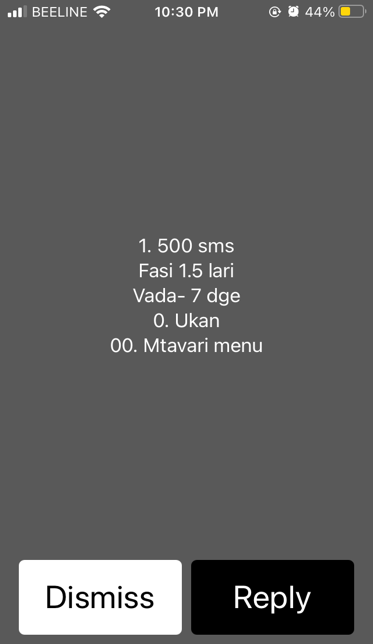 BEELINE 10:30 PM 44%
1. 500 sms
Fasi 1.5 lari
Vada- 7 dge
0. Ukan
00. Mtavari menu
Dismiss Reply